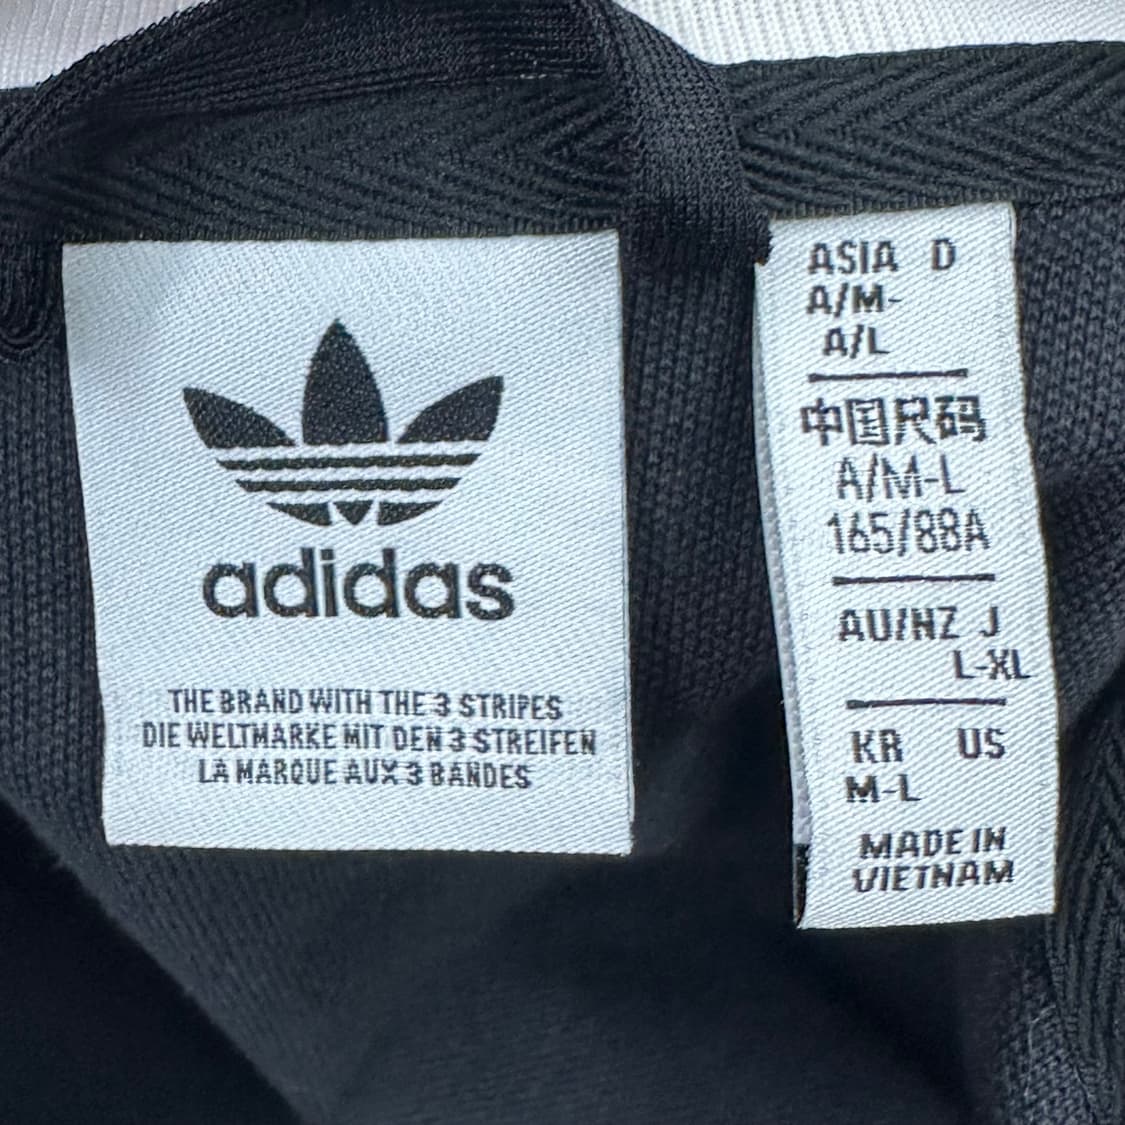 adidas
THE BRAND WITH THE 3 STRIPES
DIE WELTMARKE MIT DEN 3 STREIFEN
LA MARQUE AUX 3 BANDES
ASIA D
A/M-
A/L
中国尺码
A/M-L
165/88A
AU/NZ J
L-XL
KR US
M-L
MADE IN
VIETNAM